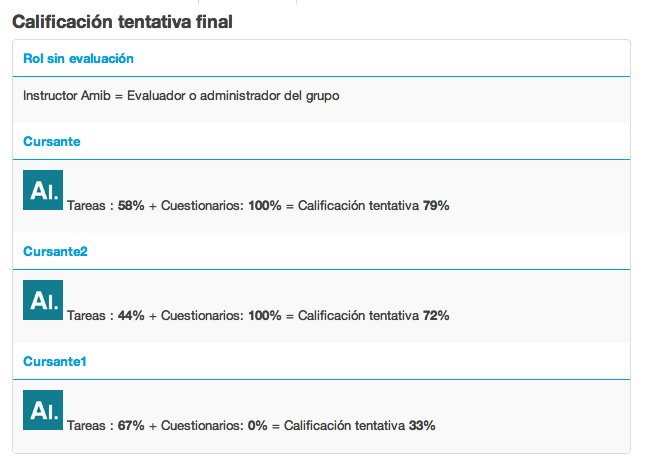 Calificación tentativa final
Rol sin evaluación
Instructor Amib = Evaluador o administrador del grupo
Cursante
AI. Tareas : 58% + Cuestionarios: 100% = Calificación tentativa 79%
Cursante2
AI. Tareas : 44% + Cuestionarios: 100% = Calificación tentativa 72%
Cursante1
AI. Tareas : 67% + Cuestionarios: 0% = Calificación tentativa 33%